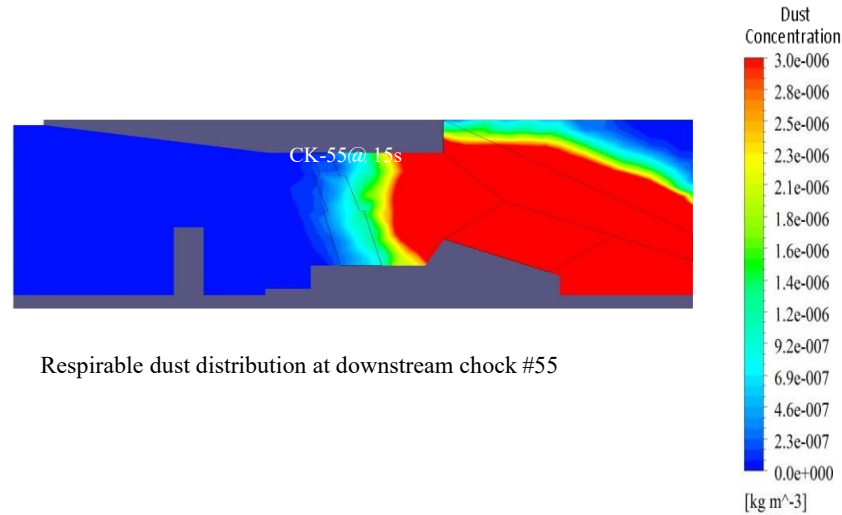 Dust
Concentration
3.0e-006
2.8e-006
2.5e-006
2.3e-006
2.1e-006
1.8e-006
1.6e-006
1.4e-006
1.2e-006
9.2e-007
6.9e-007
4.6e-007
2.3e-007
0.0e+000
[kg m^-3]
CK-55@ 15s
Respirable dust distribution at downstream chock #55